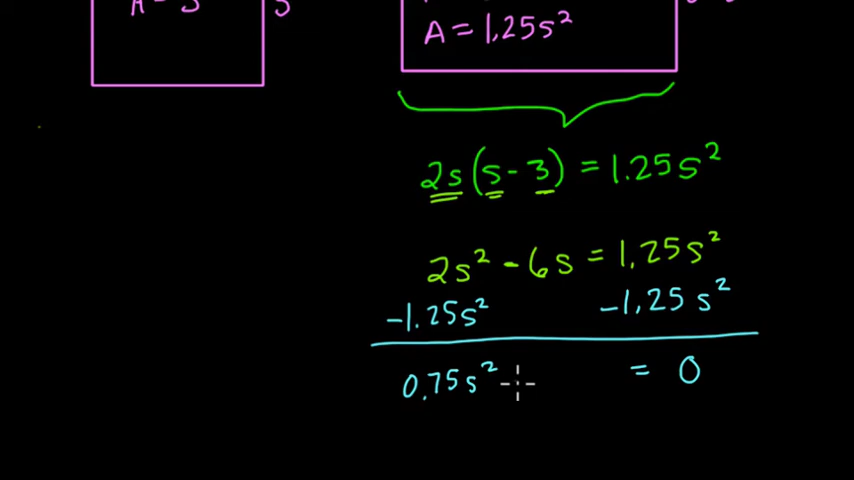 A = 1.25s²
2s(s - 3) = 1.25s²
2s² - 6s = 1.25s²
-1.25s² -1.25s²
0.75s² = 0